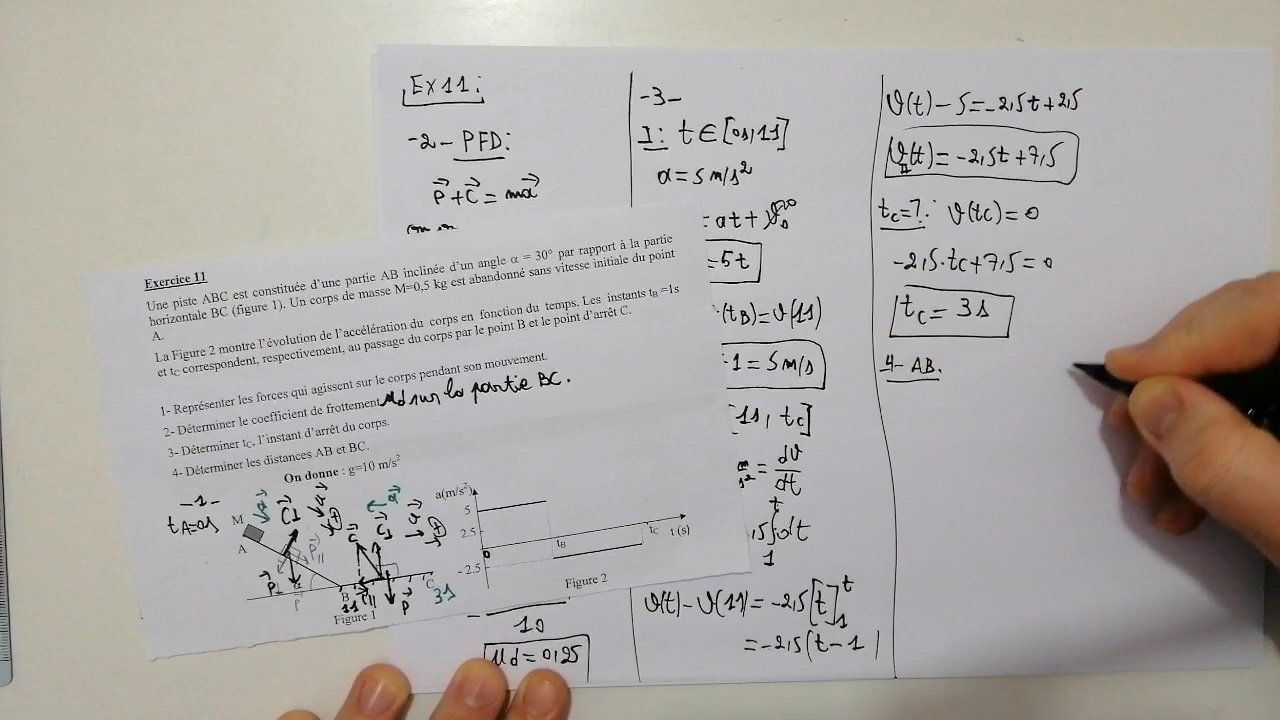 Ex 11:
-2- PFD:
P + C = ma
Exercice 11
Une piste ABC est constituée d'une partie AB inclinée d'un angle α = 30° par rapport à la partie
horizontale BC (figure 1). Un corps de masse M=0,5 kg est abandonné sans vitesse initiale du point
A.
La Figure 2 montre l'évolution de l'accélération du corps en fonction du temps. Les instants tB =1s
et tC correspondent, respectivement, au passage du corps par le point B et le point d'arrêt C.
1- Représenter les forces qui agissent sur le corps pendant son mouvement.
2- Déterminer le coefficient de frottement μd sur la partie BC.
3- Déterminer tC, l'instant d'arrêt du corps.
4- Déterminer les distances AB et BC.
On donne : g=10 m/s²
-1-
tA=0s
M
A
B
1s
C
3s
P
Figure 1
a(m/s²)
5
2.5
0
-2.5
tB
tC
t (s)
Figure 2
10
μd = 0,25
-3-
I: t ∈ [0s, 1s]
a = 5 m/s²
= at + v0
= 5t
(tB) = v(1s)
·1 = 5 m/s
[1s, tC]
= dv
dt
,5∫dt
t
1
v(t) - v(1s) = -2,5[t]
t
1
= -2,5(t - 1)
v(t) - 5 = -2,5t + 2,5
v(t) = -2,5t + 7,5
tC = ?: v(tC) = 0
-2,5·tC + 7,5 = 0
tC = 3s
4- AB.